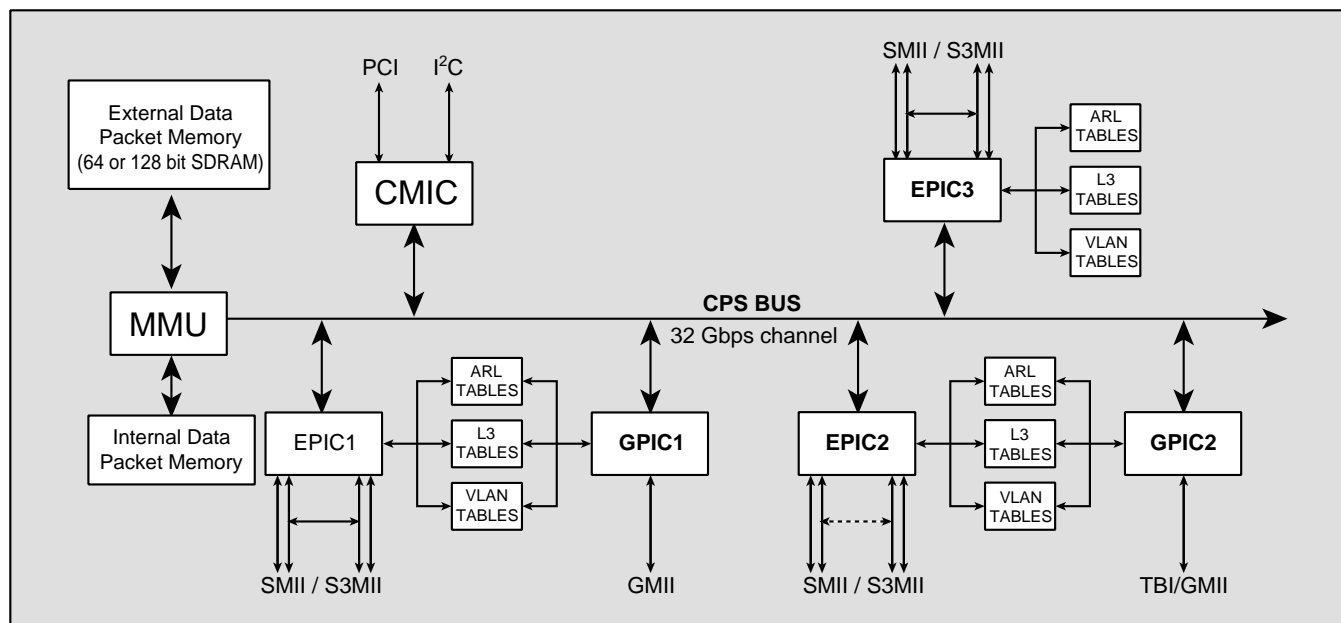 PCI
I²C
SMII / S3MII
External Data
Packet Memory
(64 or 128 bit SDRAM)
CMIC
EPIC3
ARL
TABLES
L3
TABLES
VLAN
TABLES
MMU
CPS BUS
32 Gbps channel
Internal Data
Packet Memory
EPIC1
ARL
TABLES
L3
TABLES
VLAN
TABLES
GPIC1
EPIC2
ARL
TABLES
L3
TABLES
VLAN
TABLES
GPIC2
SMII / S3MII
GMII
SMII / S3MII
TBI/GMII